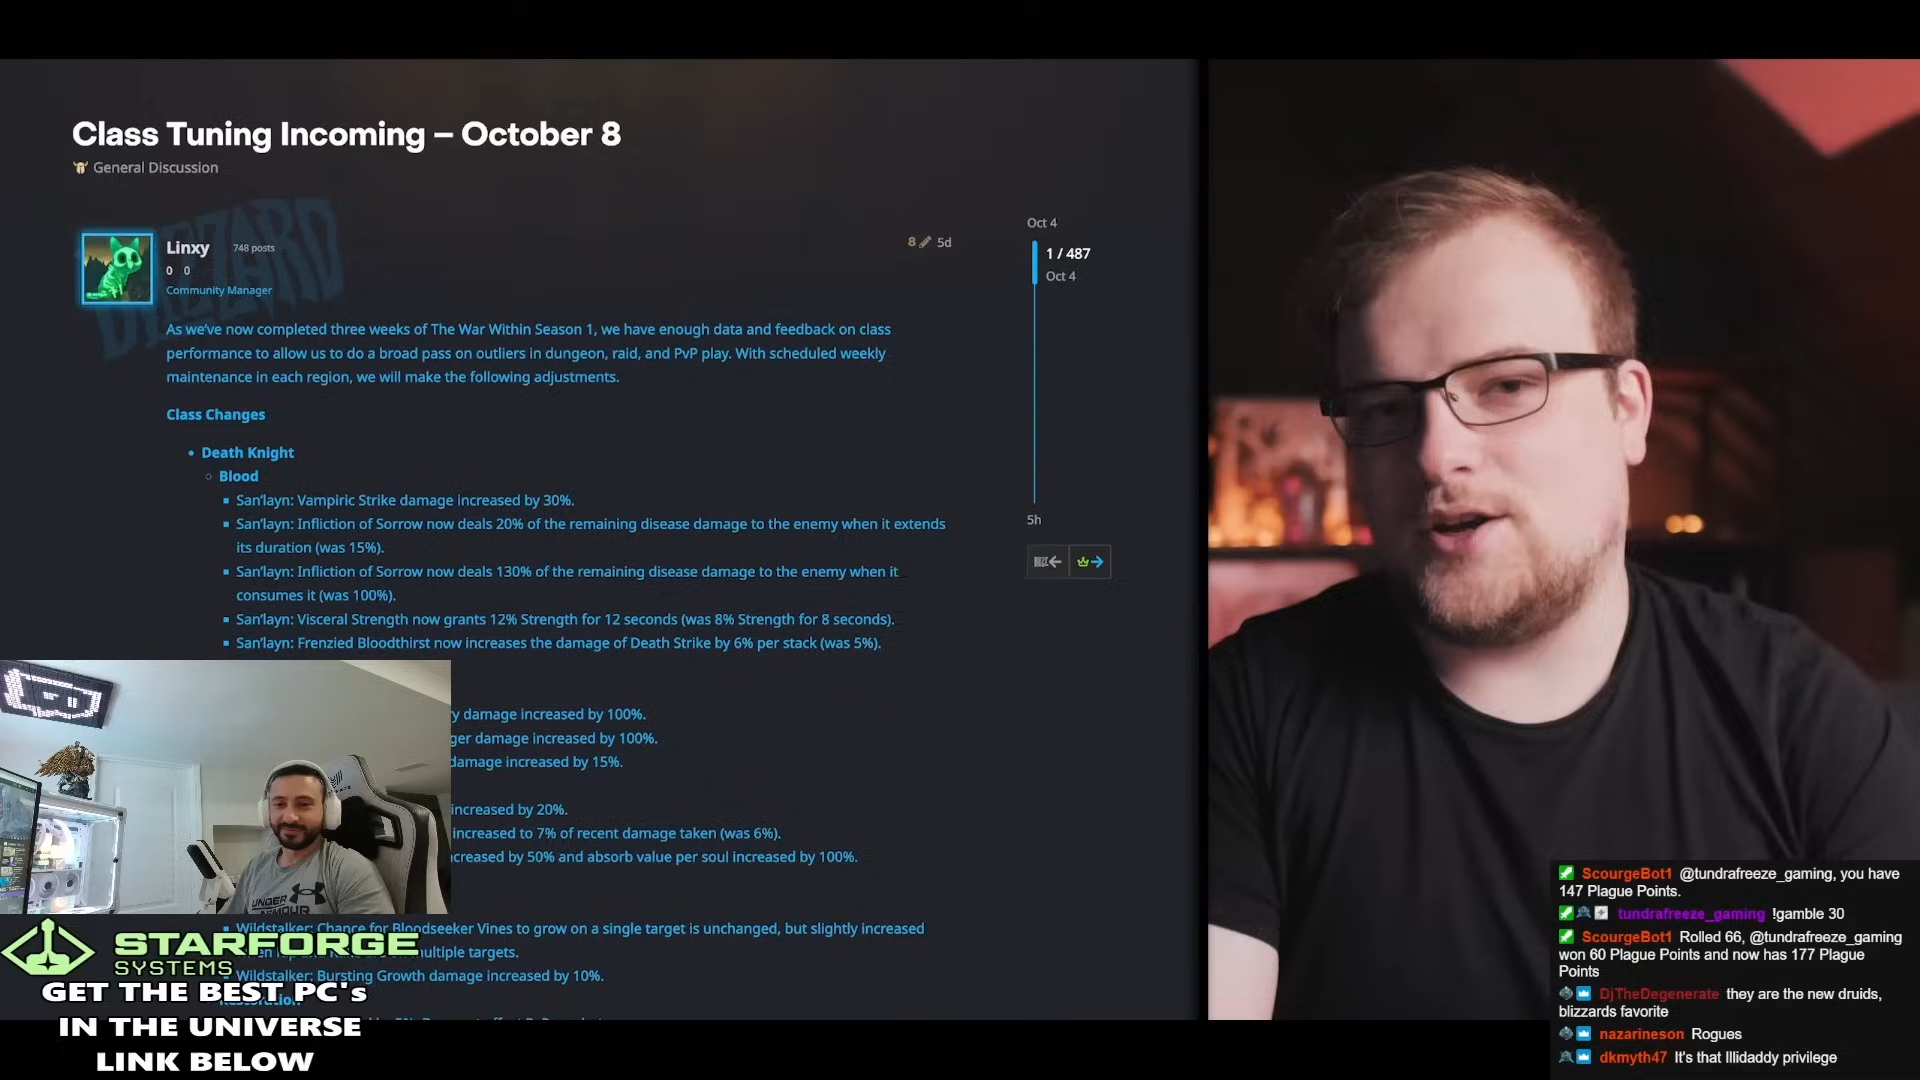 Class Tuning Incoming – October 8
General Discussion
Linxy 748 posts
0 0
Community Manager
8 5d
Oct 4
1 / 487
Oct 4
5h
BLIZZARD
As we've now completed three weeks of The War Within Season 1, we have enough data and feedback on class
performance to allow us to do a broad pass on outliers in dungeon, raid, and PvP play. With scheduled weekly
maintenance in each region, we will make the following adjustments.
Class Changes
• Death Knight
○ Blood
▪ San'layn: Vampiric Strike damage increased by 30%.
▪ San'layn: Infliction of Sorrow now deals 20% of the remaining disease damage to the enemy when it extends
its duration (was 15%).
▪ San'layn: Infliction of Sorrow now deals 130% of the remaining disease damage to the enemy when it
consumes it (was 100%).
▪ San'layn: Visceral Strength now grants 12% Strength for 12 seconds (was 8% Strength for 8 seconds).
▪ San'layn: Frenzied Bloodthirst now increases the damage of Death Strike by 6% per stack (was 5%).
damage increased by 100%.
damage increased by 100%.
damage increased by 15%.
increased by 20%.
increased to 7% of recent damage taken (was 6%).
increased by 50% and absorb value per soul increased by 100%.
▪ Wildstalker: Chance for Bloodseeker Vines to grow on a single target is unchanged, but slightly increased
multiple targets.
▪ Wildstalker: Bursting Growth damage increased by 10%.
Restoration
UNDER
ARMOUR
STARFORGE
SYSTEMS
GET THE BEST PC's
IN THE UNIVERSE
LINK BELOW
ScourgeBot1 @tundrafreeze_gaming, you have
147 Plague Points.
tundrafreeze_gaming !gamble 30
ScourgeBot1 Rolled 66, @tundrafreeze_gaming
won 60 Plague Points and now has 177 Plague
Points
DjTheDegenerate they are the new druids,
blizzards favorite
nazarineson Rogues
dkmyth47 It's that Illidaddy privilege